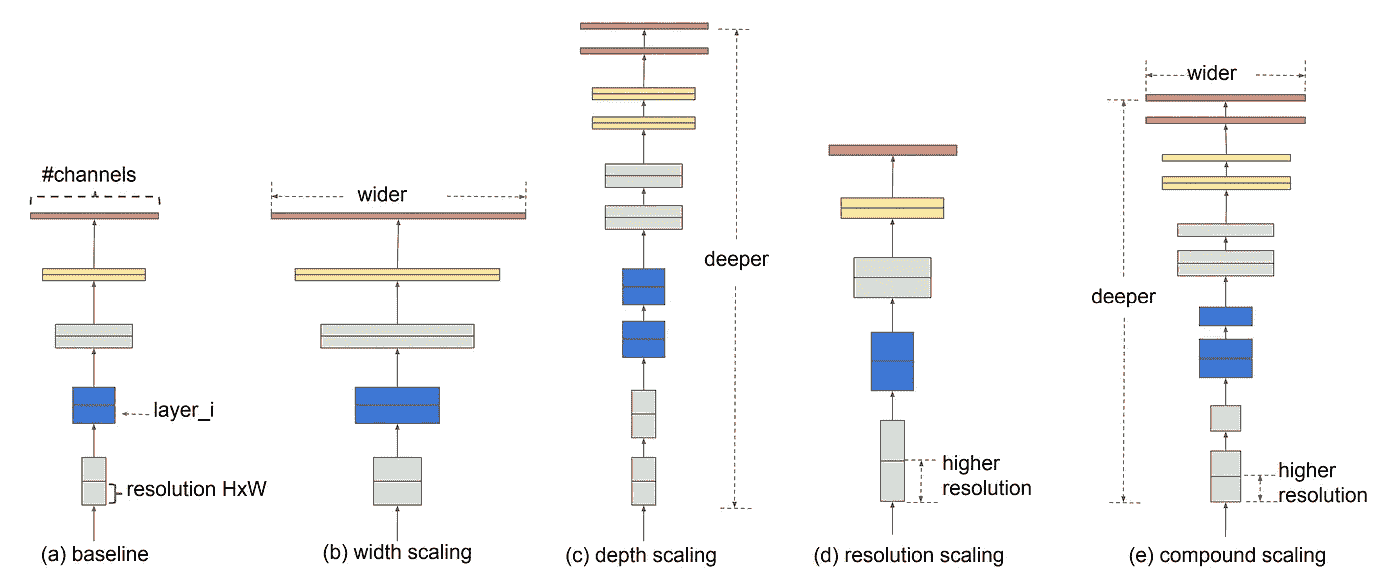 #channels
layer_i
resolution HxW
(a) baseline
wider
(b) width scaling
deeper
(c) depth scaling
higher
resolution
(d) resolution scaling
wider
deeper
higher
resolution
(e) compound scaling